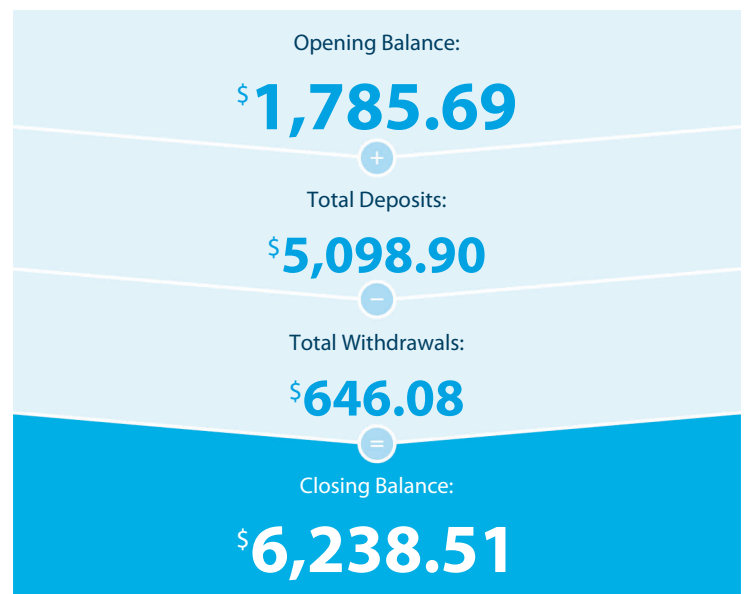 Opening Balance:
$1,785.69
+
Total Deposits:
$5,098.90
−
Total Withdrawals:
$646.08
=
Closing Balance:
$6,238.51